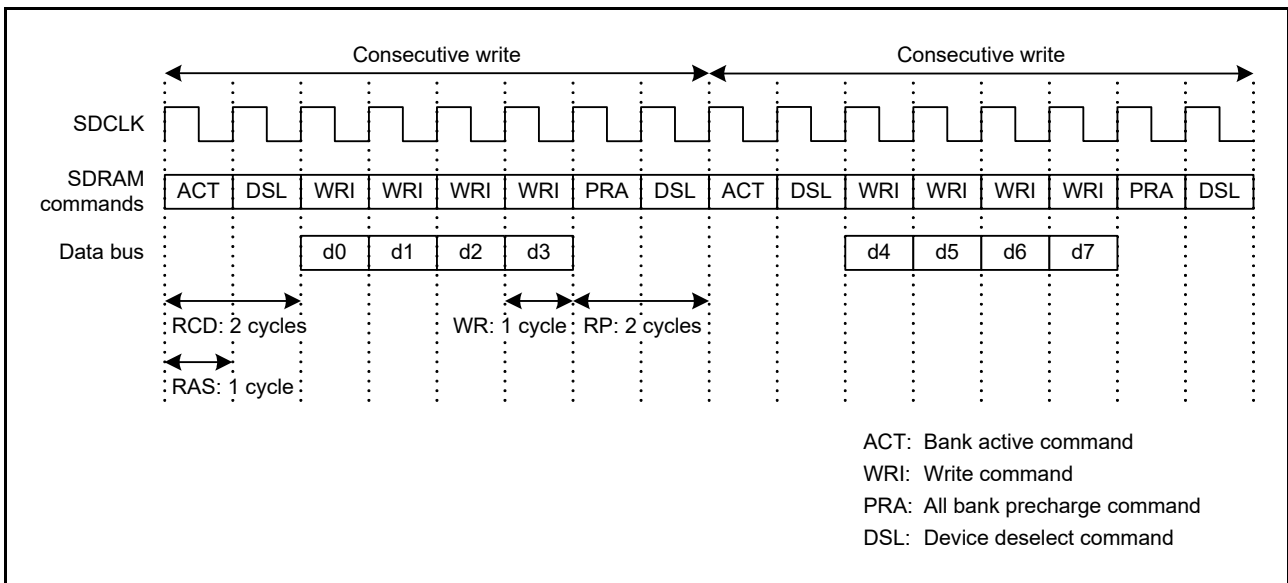 Consecutive write Consecutive write
SDCLK
SDRAM commands ACT DSL WRI WRI WRI WRI PRA DSL ACT DSL WRI WRI WRI WRI PRA DSL
Data bus d0 d1 d2 d3 d4 d5 d6 d7
RCD: 2 cycles WR: 1 cycle RP: 2 cycles
RAS: 1 cycle
ACT: Bank active command
WRI: Write command
PRA: All bank precharge command
DSL: Device deselect command